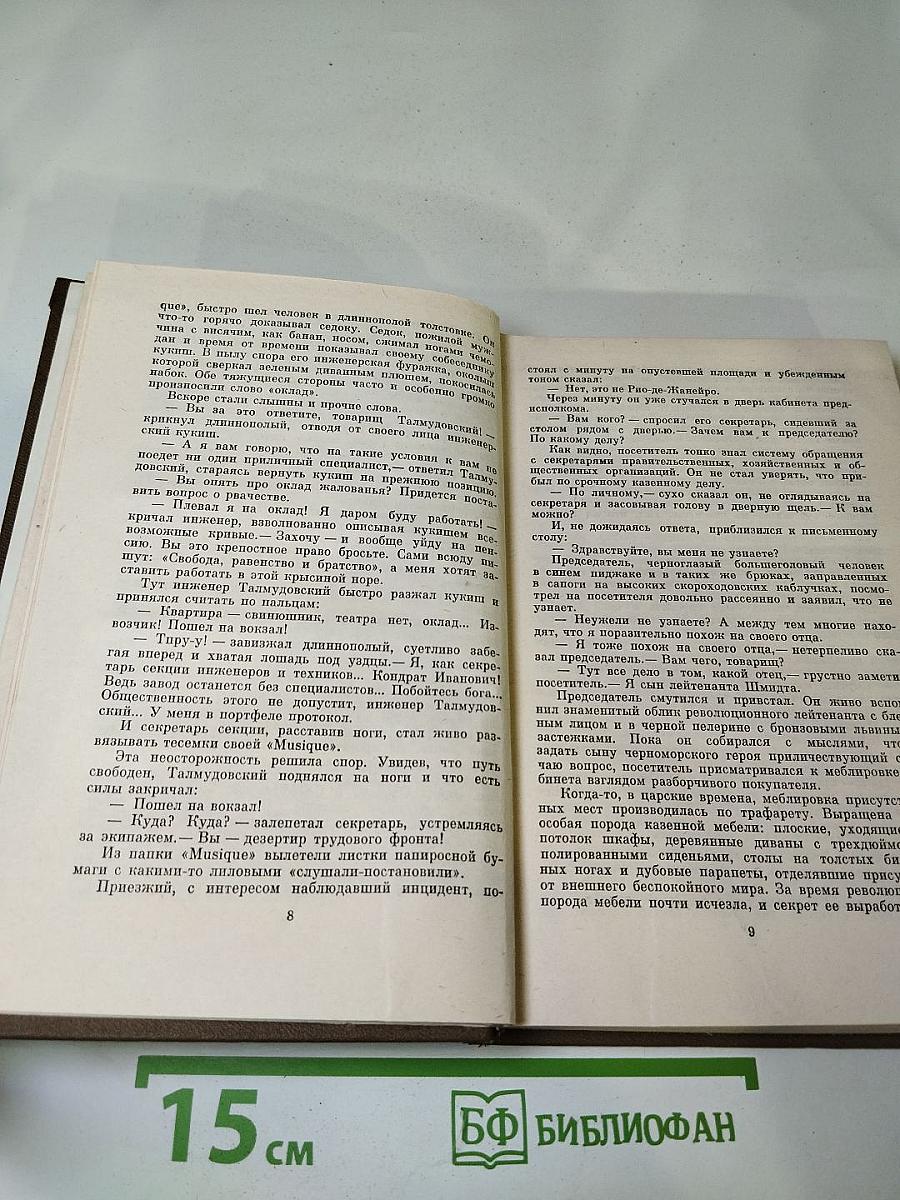 que», быстро шел человек в длиннополой толстовке. Он
что-то горячо доказывал седоку. Седок, пожилой муж-
чина с висячим, как банан, носом, сжимал ногами чемо-
дан и время от времени показывал своему собеседнику
кукиш. В пылу спора его инженерская фуражка, околыш
которой сверкал зеленым диванным плюшем, покосилась
набок. Обе тяжущиеся стороны часто и особенно громко
произносили слово «оклад».
Вскоре стали слышны и прочие слова.
— Вы за это ответите, товарищ Талмудовский! —
крикнул длиннополый, отводя от своего лица инженер-
ский кукиш.
— А я вам говорю, что на такие условия к вам не
поедет ни один приличный специалист,— ответил Талму-
довский, стараясь вернуть кукиш на прежнюю позицию.
— Вы опять про оклад жалованья? Придется поста-
вить вопрос о рвачестве.
— Плевал я на оклад! Я даром буду работать! —
кричал инженер, взволнованно описывая кукишем все-
возможные кривые.— Захочу — и вообще уйду на пен-
сию. Вы это крепостное право бросьте. Сами всюду пи-
шут: «Свобода, равенство и братство», а меня хотят за-
ставить работать в этой крысиной норе.
Тут инженер Талмудовский быстро разжал кукиш и
принялся считать по пальцам:
— Квартира — свинюшник, театра нет, оклад... Из-
возчик! Пошел на вокзал!
— Тпру-у! — завизжал длиннополый, суетливо забе-
гая вперед и хватая лошадь под уздцы.— Я, как секре-
тарь секции инженеров и техников... Кондрат Иванович!
Ведь завод останется без специалистов... Побойтесь бога...
Общественность этого не допустит, инженер Талмудов-
ский... У меня в портфеле протокол.
И секретарь секции, расставив ноги, стал живо раз-
вязывать тесемки своей «Musique».
Эта неосторожность решила спор. Увидев, что путь
свободен, Талмудовский поднялся на ноги и что есть
силы закричал:
— Пошел на вокзал!
— Куда? Куда? — залепетал секретарь, устремляясь
за экипажем.— Вы — дезертир трудового фронта!
Из папки «Musique» вылетели листки папиросной бу-
маги с какими-то лиловыми «слушали-постановили».
Приезжий, с интересом наблюдавший инцидент, по-
8
стоял с минуту на опустевшей площади и убежденным
тоном сказал:
— Нет, это не Рио-де-Жанейро.
Через минуту он уже стучался в дверь кабинета пред-
исполкома.
— Вам кого? — спросил его секретарь, сидевший за
столом рядом с дверью.— Зачем вам к председателю?
По какому делу?
Как видно, посетитель тонко знал систему обращения
с секретарями правительственных, хозяйственных и об-
щественных организаций. Он не стал уверять, что при-
был по срочному казенному делу.
— По личному,— сухо сказал он, не оглядываясь на
секретаря и засовывая голову в дверную щель.— К вам
можно?
И, не дожидаясь ответа, приблизился к письменному
столу:
— Здравствуйте, вы меня не узнаете?
Председатель, черноглазый большеголовый человек
в синем пиджаке и в таких же брюках, заправленных
в сапоги на высоких скороходовских каблучках, посмо-
трел на посетителя довольно рассеянно и заявил, что не
узнает.
— Неужели не узнаете? А между тем многие нахо-
дят, что я поразительно похож на своего отца.
— Я тоже похож на своего отца,— нетерпеливо ска-
зал председатель.— Вам чего, товарищ?
— Тут все дело в том, какой отец,— грустно замети
посетитель.— Я сын лейтенанта Шмидта.
Председатель смутился и привстал. Он живо вспо
нил знаменитый облик революционного лейтенанта с бле
ным лицом и в черной пелерине с бронзовыми львины
застежками. Пока он собирался с мыслями, что
задать сыну черноморского героя приличествующий с
чаю вопрос, посетитель присматривался к меблировке
бинета взглядом разборчивого покупателя.
Когда-то, в царские времена, меблировка присутст
ных мест производилась по трафарету. Выращена
особая порода казенной мебели: плоские, уходящие
потолок шкафы, деревянные диваны с трехдюймо
полированными сиденьями, столы на толстых би
ных ногах и дубовые парапеты, отделявшие прису
от внешнего беспокойного мира. За время революц
порода мебели почти исчезла, и секрет ее выработ
9
15 см
БФ БИБЛИОФАН